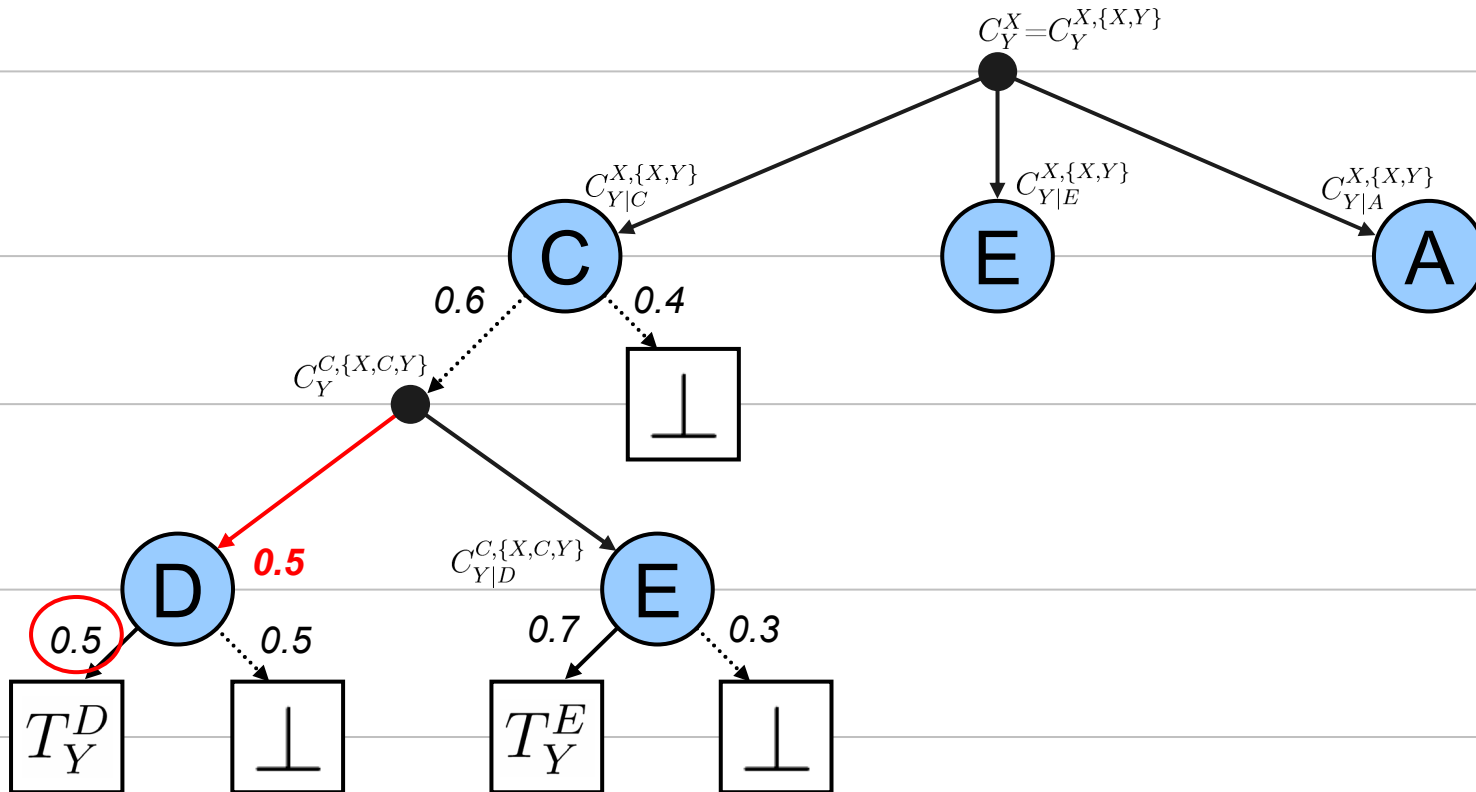 C_Y^X=C_Y^{X,{X,Y}}
C_{Y|C}^{X,{X,Y}}
C_{Y|E}^{X,{X,Y}}
C_{Y|A}^{X,{X,Y}}
C
E
A
0.6
0.4
C_Y^{C,{X,C,Y}}
⊥
C_{Y|D}^{C,{X,C,Y}}
D
0.5
E
0.5
0.5
0.7
0.3
T_Y^D
⊥
T_Y^E
⊥